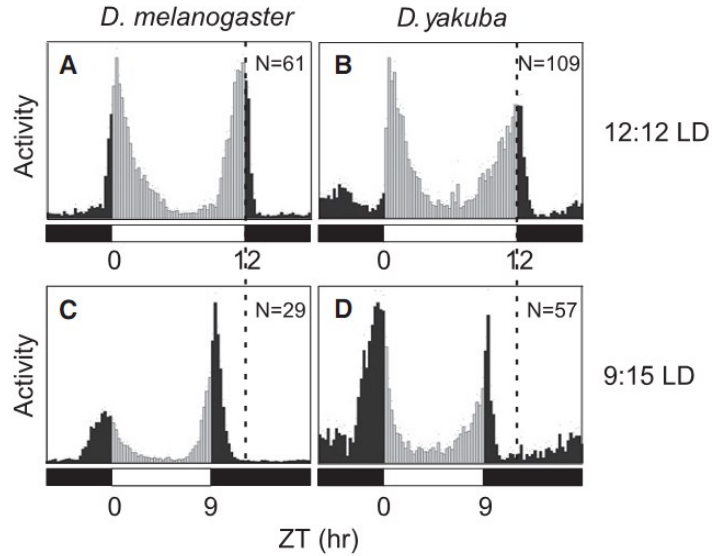 D. melanogaster D. yakuba
A N=61 B N=109
Activity 12:12 LD
0 12 0 12
C N=29 D N=57
Activity 9:15 LD
0 9 0 9
ZT (hr)